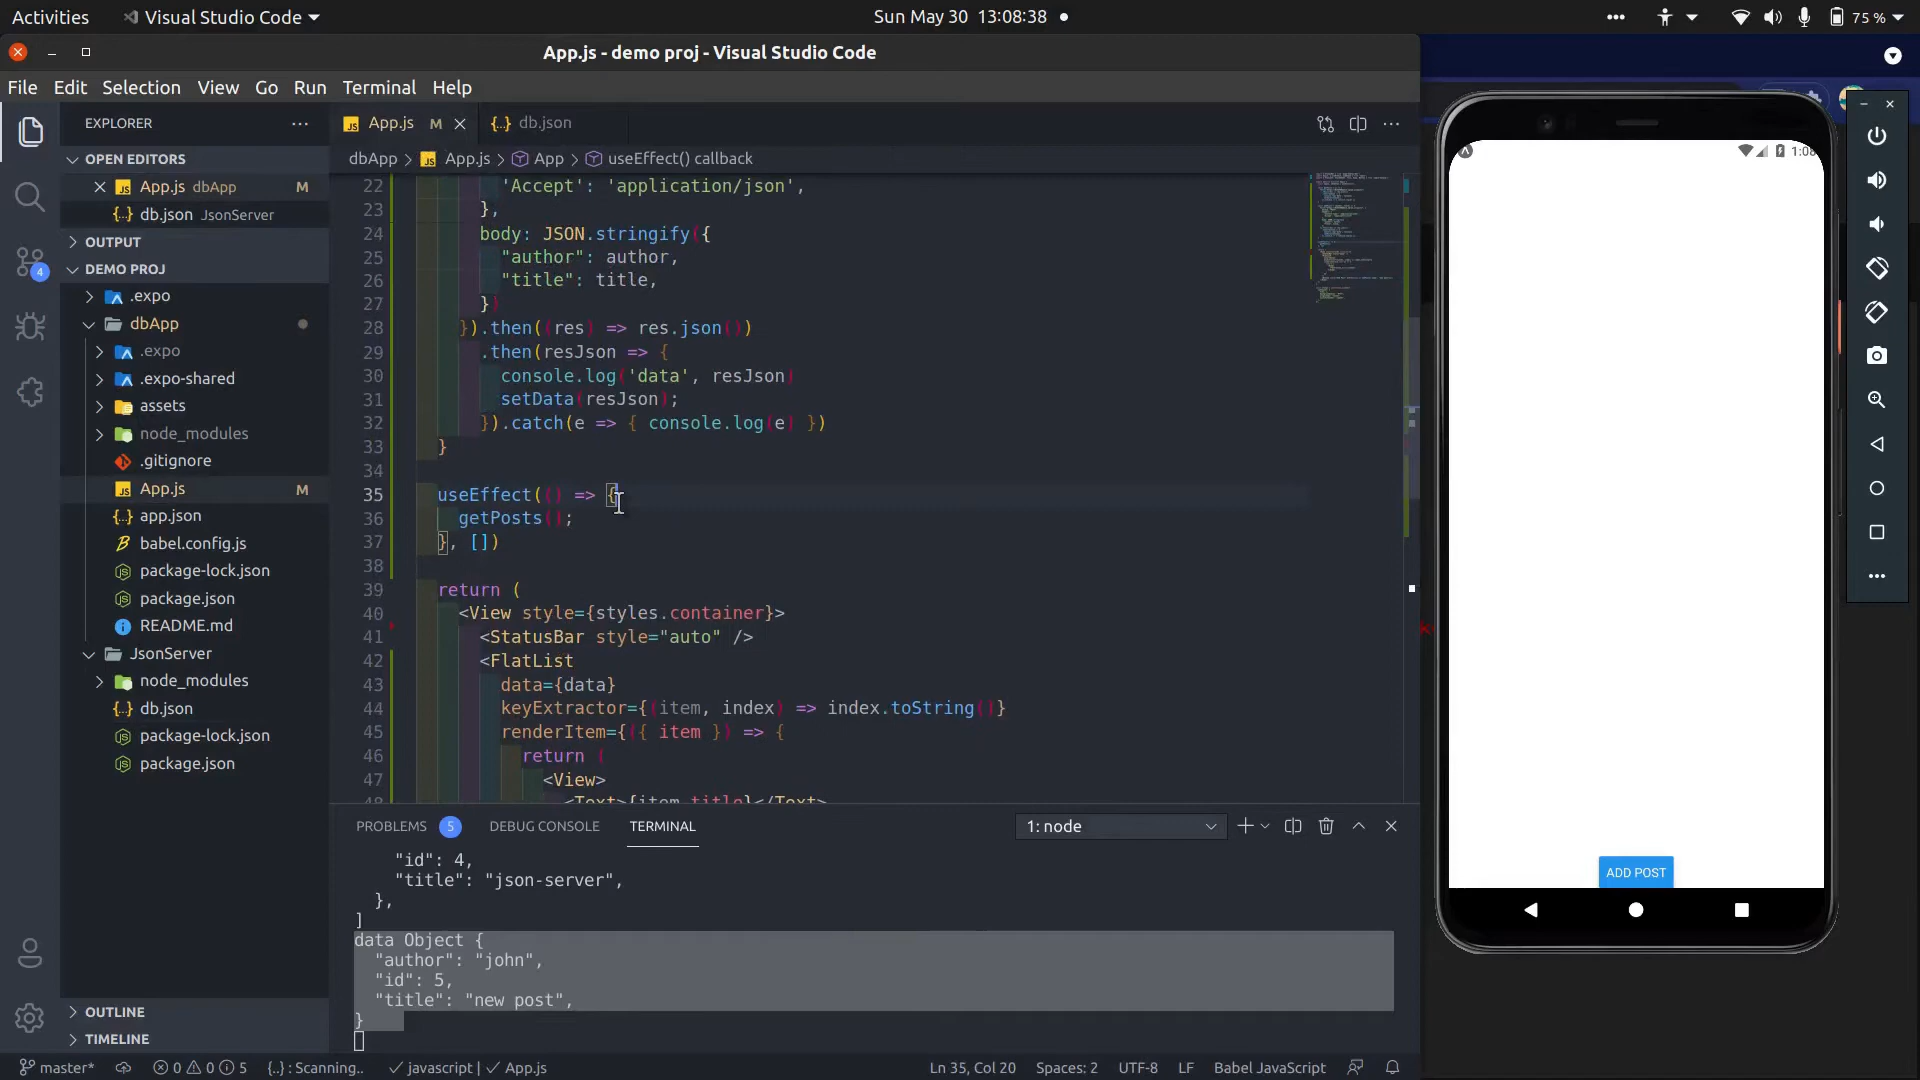 Activities
Visual Studio Code
Sun May 30 13:08:38
75 %
App.js - demo proj - Visual Studio Code
File Edit Selection View Go Run Terminal Help
EXPLORER
OPEN EDITORS
App.js dbApp M
db.json JsonServer
OUTPUT
DEMO PROJ
.expo
dbApp
.expo
.expo-shared
assets
node_modules
.gitignore
App.js M
app.json
babel.config.js
package-lock.json
package.json
README.md
JsonServer
node_modules
db.json
package-lock.json
package.json
OUTLINE
TIMELINE
4
App.js M
db.json
dbApp > App.js > App > useEffect() callback
22 'Accept': 'application/json',
23 },
24 body: JSON.stringify({
25 "author": author,
26 "title": title,
27 })
28 }).then((res) => res.json())
29 .then(resJson => {
30 console.log('data', resJson)
31 setData(resJson);
32 }).catch(e => { console.log(e) })
33 }
34
35 useEffect(() => {
36 getPosts();
37 }, [])
38
39 return (
40 <View style={styles.container}>
41 <StatusBar style="auto" />
42 <FlatList
43 data={data}
44 keyExtractor={(item, index) => index.toString()}
45 renderItem={({ item }) => {
46 return (
47 <View>
48 <Text>{item.title}</Text>
PROBLEMS 5 DEBUG CONSOLE TERMINAL
1: node
"id": 4,
"title": "json-server",
},
]
data Object {
"author": "john",
"id": 5,
"title": "new post",
}
master* 0 0 5 {..} : Scanning.. javascript | App.js
Ln 35, Col 20 Spaces: 2 UTF-8 LF Babel JavaScript
ADD POST